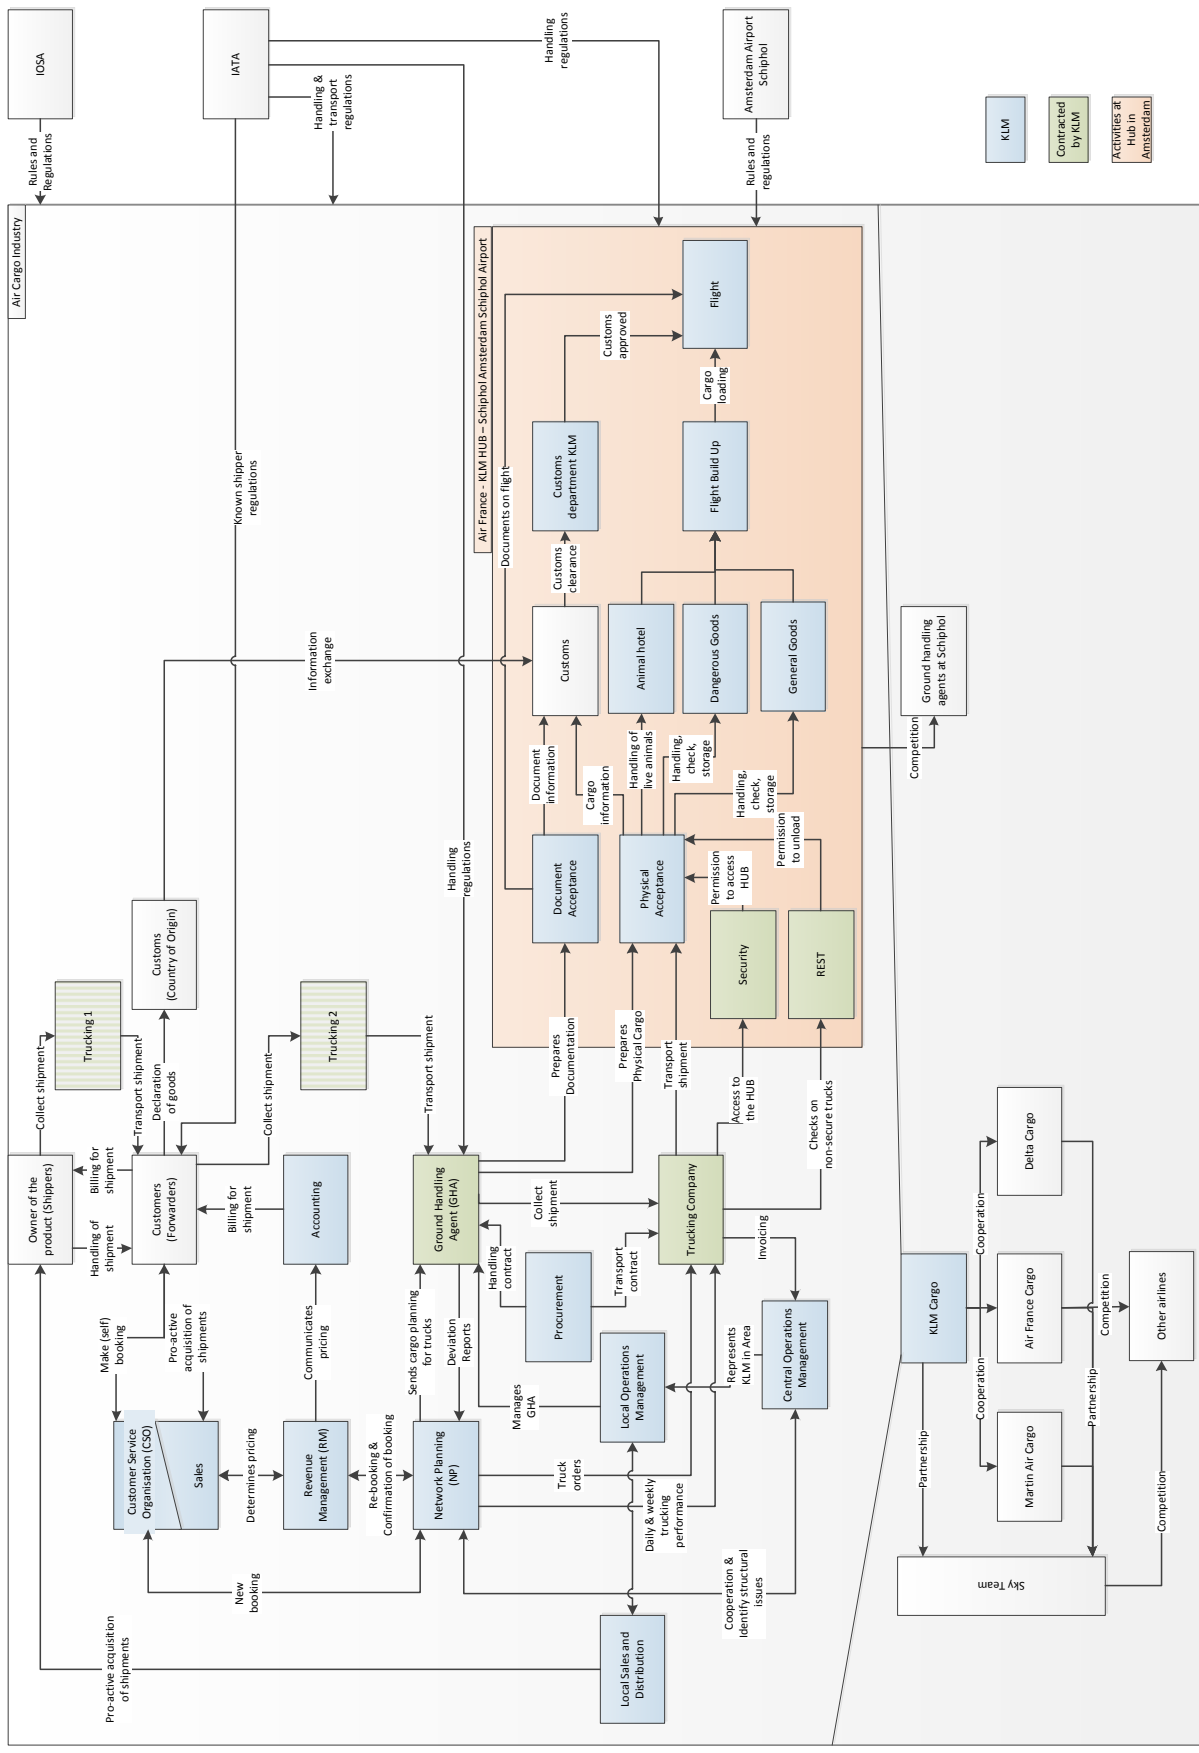 IOSA
IATA
Amsterdam Airport
Schiphol
Rules and
Regulations
Handling &
transport
regulations
Handling
regulations
Rules and
regulations
KLM
Contracted
by KLM
Activities at
Hub in
Amsterdam
Air Cargo Industry
Known shipper
regulations
Handling
regulations
Information
exchange
Air France - KLM HUB – Schiphol Amsterdam Schiphol Airport
Documents on flight
Flight
Customs
approved
Cargo
loading
Customs
department KLM
Flight Build Up
Customs
clearance
Customs
Animal hotel
Dangerous Goods
General Goods
Document
information
Cargo
information
Handling of
live animals
Handling,
check,
storage
Handling,
check,
storage
Document
Acceptance
Physical
Acceptance
Permission
to access
HUB
Permission
to unload
Security
REST
Competition
Ground handling
agents at Schiphol
Collect shipment
Trucking 1
Transport shipment
Customs
(Country of Origin)
Declaration
of goods
Collect shipment
Trucking 2
Transport shipment
Prepares
Documentation
Prepares
Physical Cargo
Transport
shipment
Access to
the HUB
Checks on
non-secure trucks
Owner of the
product (Shippers)
Billing for
shipment
Handling of
shipment
Customers
(Forwarders)
Billing for
shipment
Accounting
Ground Handling
Agent (GHA)
Collect
shipment
Trucking Company
Handling
contract
Transport
contract
Procurement
Invoicing
Make (self)
booking
Pro-active
acquisition of
shipments
Communicates
pricing
Sends cargo planning
for trucks
Deviation
Reports
Manages
GHA
Represents
KLM in Area
Customer Service
Organisation (CSO)
Sales
Determines pricing
Revenue
Management (RM)
Re-booking &
Confirmation of booking
Network Planning
(NP)
Local Operations
Management
Central Operations
Management
Truck
orders
Daily & weekly
trucking
performance
New
booking
Cooperation &
Identify structural
issues
Pro-active acquisition
of shipments
Local Sales and
Distribution
KLM Cargo
Partnership
Cooperation
Cooperation
Delta Cargo
Air France Cargo
Martin Air Cargo
Partnership
Competition
Other airlines
Competition
Sky Team